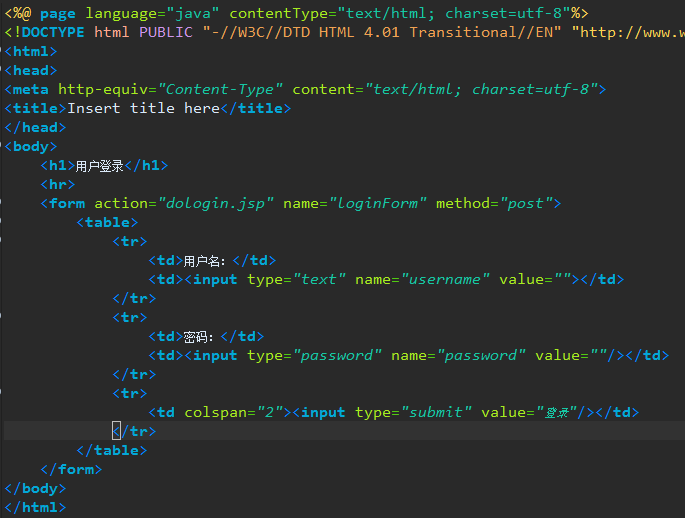 <%@ page language="java" contentType="text/html; charset=utf-8"%>
<!DOCTYPE html PUBLIC "-//W3C//DTD HTML 4.01 Transitional//EN" "http://www.w
<html>
<head>
<meta http-equiv="Content-Type" content="text/html; charset=utf-8">
<title>Insert title here</title>
</head>
<body>
    <h1>用户登录</h1>
    <hr>
    <form action="dologin.jsp" name="loginForm" method="post">
        <table>
            <tr>
                <td>用户名：</td>
                <td><input type="text" name="username" value=""></td>
            </tr>
            <tr>
                <td>密码：</td>
                <td><input type="password" name="password" value=""/></td>
            </tr>
            <tr>
                <td colspan="2"><input type="submit" value="登录"/></td>
            </tr>
        </table>
    </form>
</body>
</html>